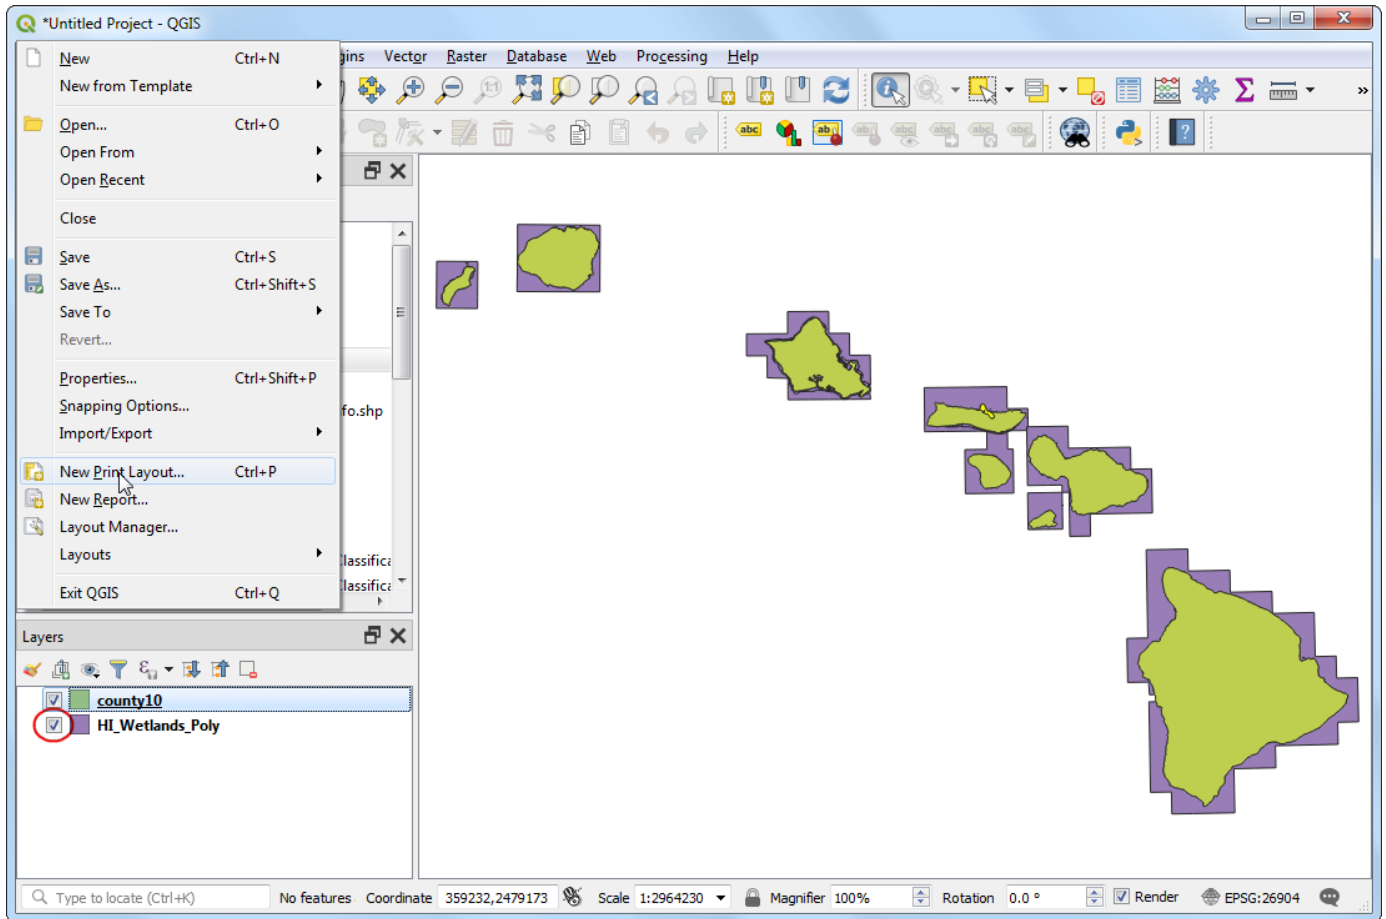 *Untitled Project - QGIS
gins Vector Raster Database Web Processing Help
New Ctrl+N
New from Template
Open... Ctrl+O
Open From
Open Recent
Close
Save Ctrl+S
Save As... Ctrl+Shift+S
Save To
Revert...
Properties... Ctrl+Shift+P
Snapping Options...
Import/Export
New Print Layout... Ctrl+P
New Report...
Layout Manager...
Layouts
Exit QGIS Ctrl+Q
1:1
»
abc
ab
fo.shp
lassifica
lassifica
Layers
county10
HI_Wetlands_Poly
Type to locate (Ctrl+K) No features Coordinate 359232,2479173 Scale 1:2964230 Magnifier 100% Rotation 0.0 ° Render EPSG:26904